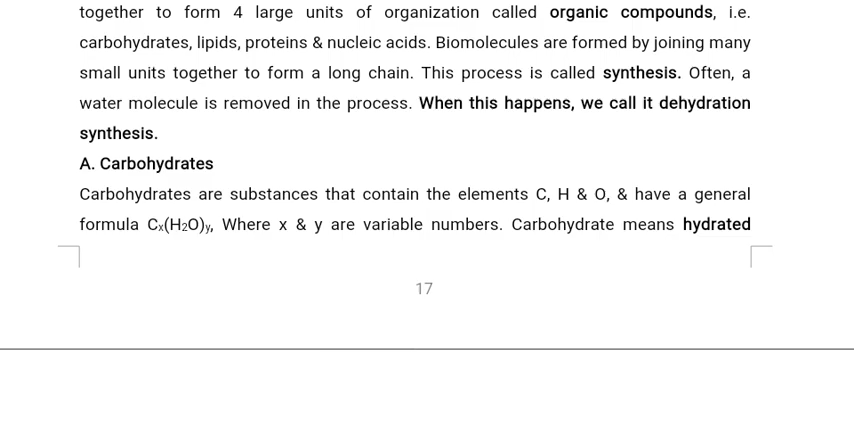 together to form 4 large units of organization called organic compounds, i.e.
carbohydrates, lipids, proteins & nucleic acids. Biomolecules are formed by joining many
small units together to form a long chain. This process is called synthesis. Often, a
water molecule is removed in the process. When this happens, we call it dehydration
synthesis.
A. Carbohydrates
Carbohydrates are substances that contain the elements C, H & O, & have a general
formula Cx(H2O)y, Where x & y are variable numbers. Carbohydrate means hydrated
17